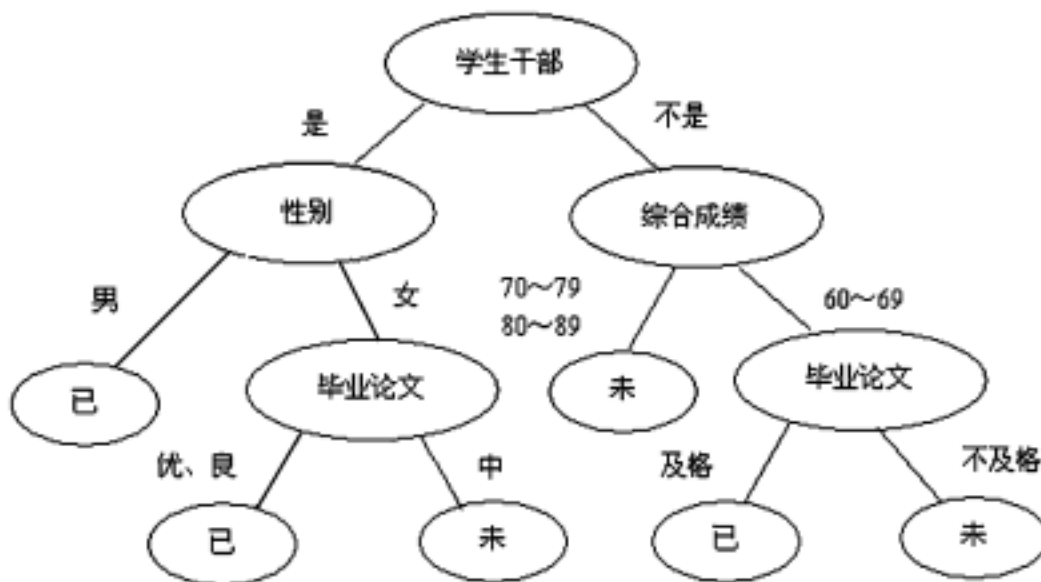 学生干部
是
不是
性别
综合成绩
男
女
70～79
80～89
60～69
已
毕业论文
未
毕业论文
优、良
中
及格
不及格
已
未
已
未